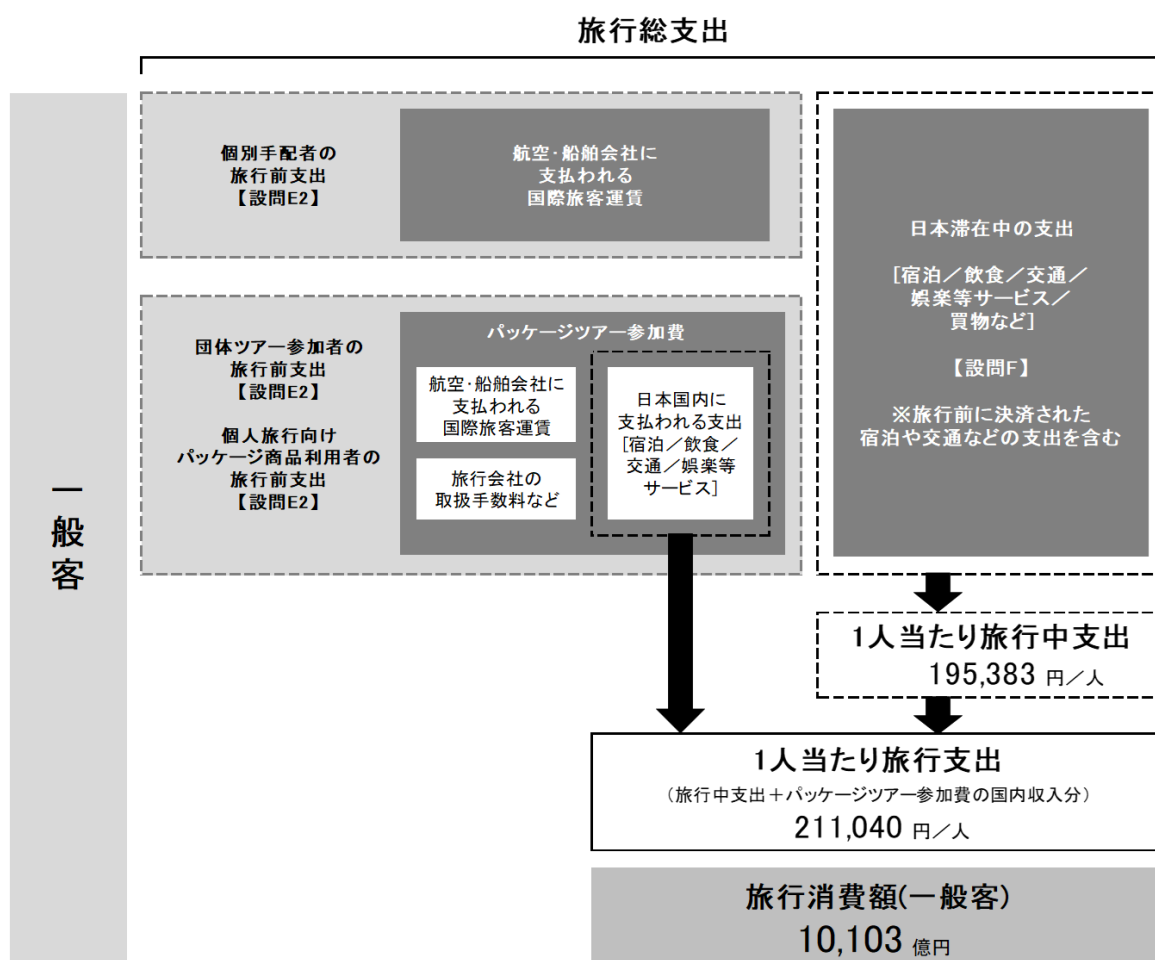 旅行総支出
一般客
個別手配者の
旅行前支出
【設問E2】
航空・船舶会社に
支払われる
国際旅客運賃
団体ツアー参加者の
旅行前支出
【設問E2】
個人旅行向け
パッケージ商品利用者の
旅行前支出
【設問E2】
パッケージツアー参加費
航空・船舶会社に
支払われる
国際旅客運賃
旅行会社の
取扱手数料など
日本国内に
支払われる支出
[宿泊／飲食／
交通／娯楽等
サービス]
日本滞在中の支出
[宿泊／飲食／交通／
娯楽等サービス／
買物など]
【設問F】
※旅行前に決済された
宿泊や交通などの支出を含む
1人当たり旅行中支出
195,383 円／人
1人当たり旅行支出
（旅行中支出＋パッケージツアー参加費の国内収入分）
211,040 円／人
旅行消費額(一般客)
10,103 億円